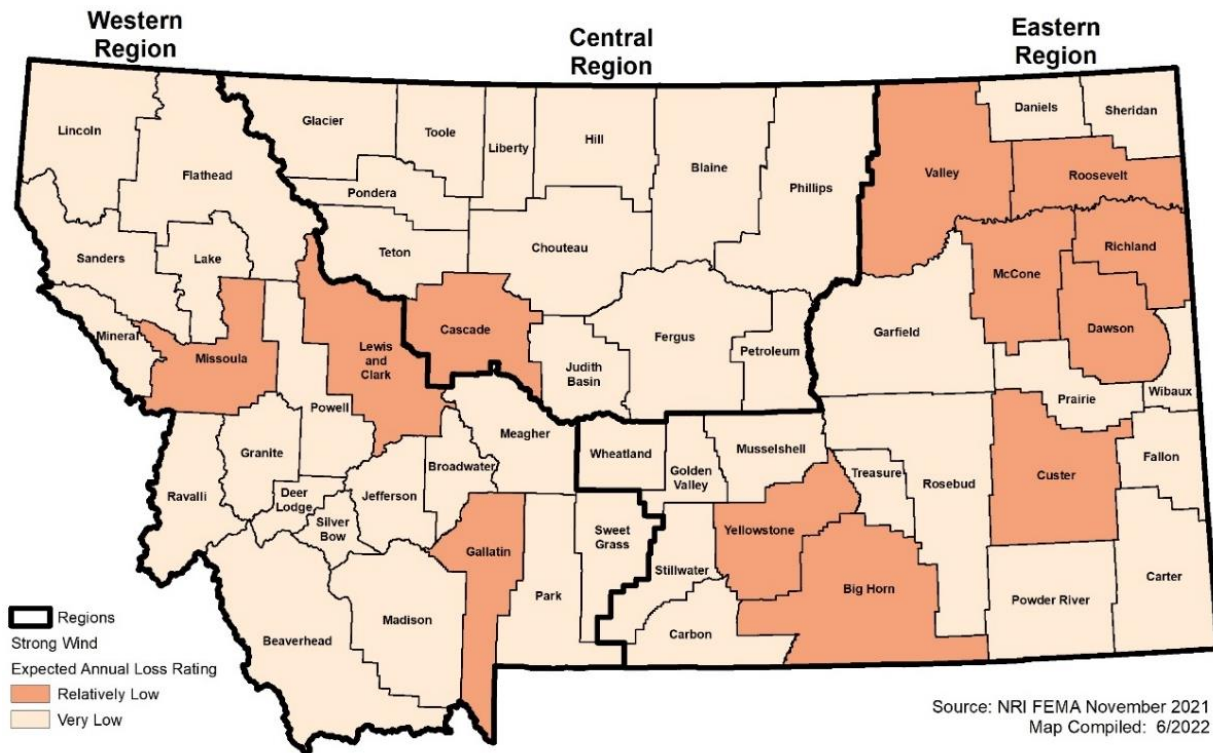 Western
Region
Central
Region
Eastern
Region
Lincoln
Flathead
Glacier
Toole
Liberty
Hill
Blaine
Phillips
Valley
Daniels
Sheridan
Roosevelt
Pondera
Teton
Chouteau
Sanders
Lake
Richland
McCone
Mineral
Missoula
Lewis
and
Clark
Cascade
Judith
Basin
Fergus
Petroleum
Garfield
Dawson
Wibaux
Prairie
Powell
Meagher
Wheatland
Golden
Valley
Musselshell
Treasure
Rosebud
Custer
Fallon
Ravalli
Granite
Deer
Lodge
Silver
Bow
Jefferson
Broadwater
Gallatin
Park
Sweet
Grass
Stillwater
Yellowstone
Big Horn
Carter
Powder River
Carbon
Madison
Beaverhead
Regions
Strong Wind
Expected Annual Loss Rating
Relatively Low
Very Low
Source: NRI FEMA November 2021
Map Compiled: 6/2022